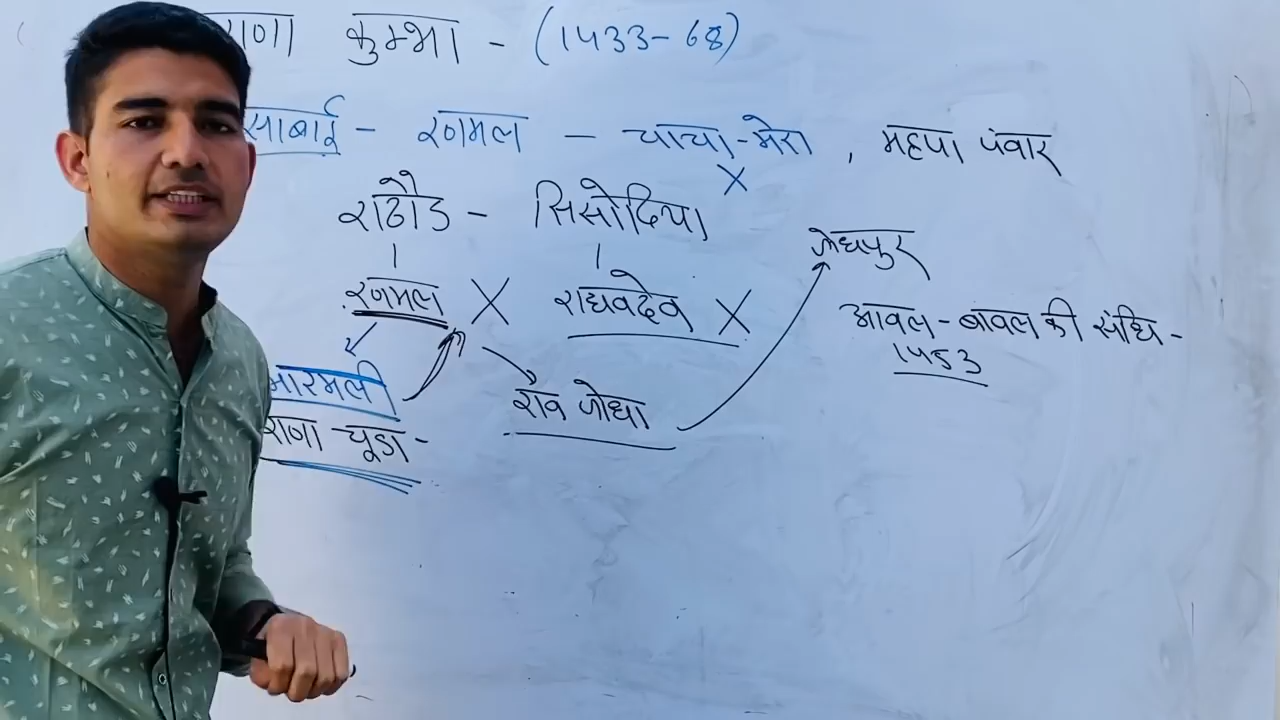 राणा कुम्भा - (1433-68)
साबाई - रणमल - चाचा-मेरा , महपा पंवार
राठौड़ - सिसोदिया
जोधपुर
रणमल X राघवदेव X
आवल-बावल की संधि -
1453
भारमली राव जोधा
राणा चूडा -